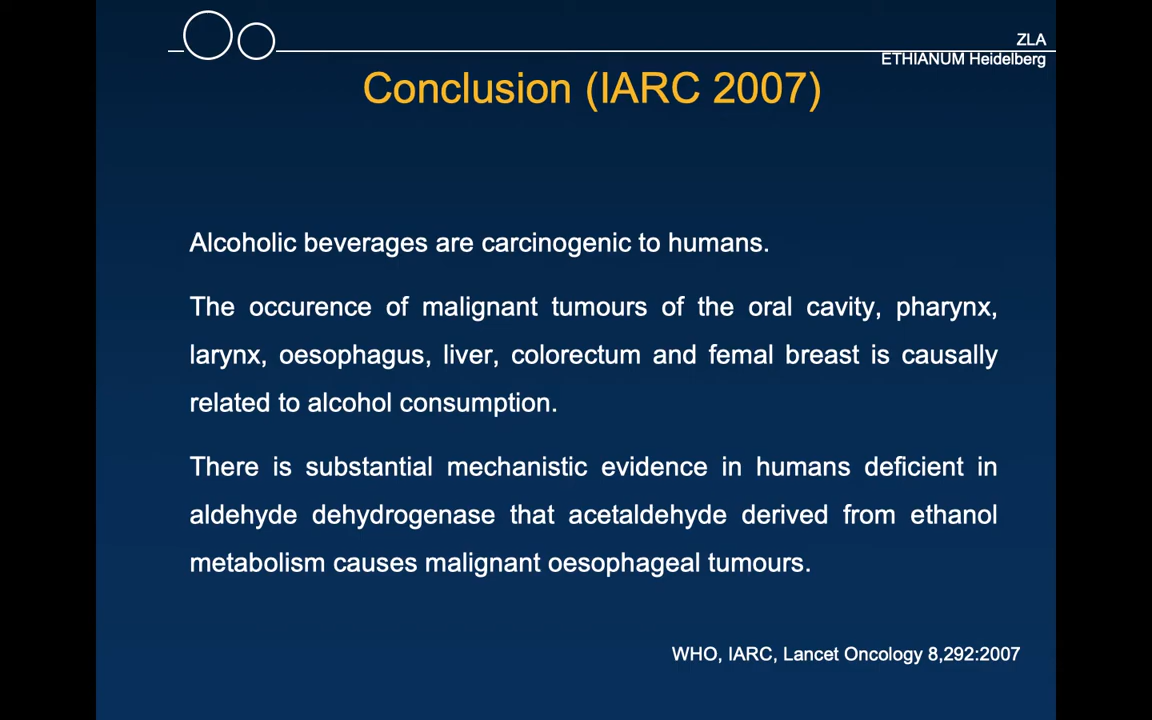 ZLA
ETHIANUM Heidelberg
Conclusion (IARC 2007)
Alcoholic beverages are carcinogenic to humans.
The occurence of malignant tumours of the oral cavity, pharynx,
larynx, oesophagus, liver, colorectum and femal breast is causally
related to alcohol consumption.
There is substantial mechanistic evidence in humans deficient in
aldehyde dehydrogenase that acetaldehyde derived from ethanol
metabolism causes malignant oesophageal tumours.
WHO, IARC, Lancet Oncology 8,292:2007